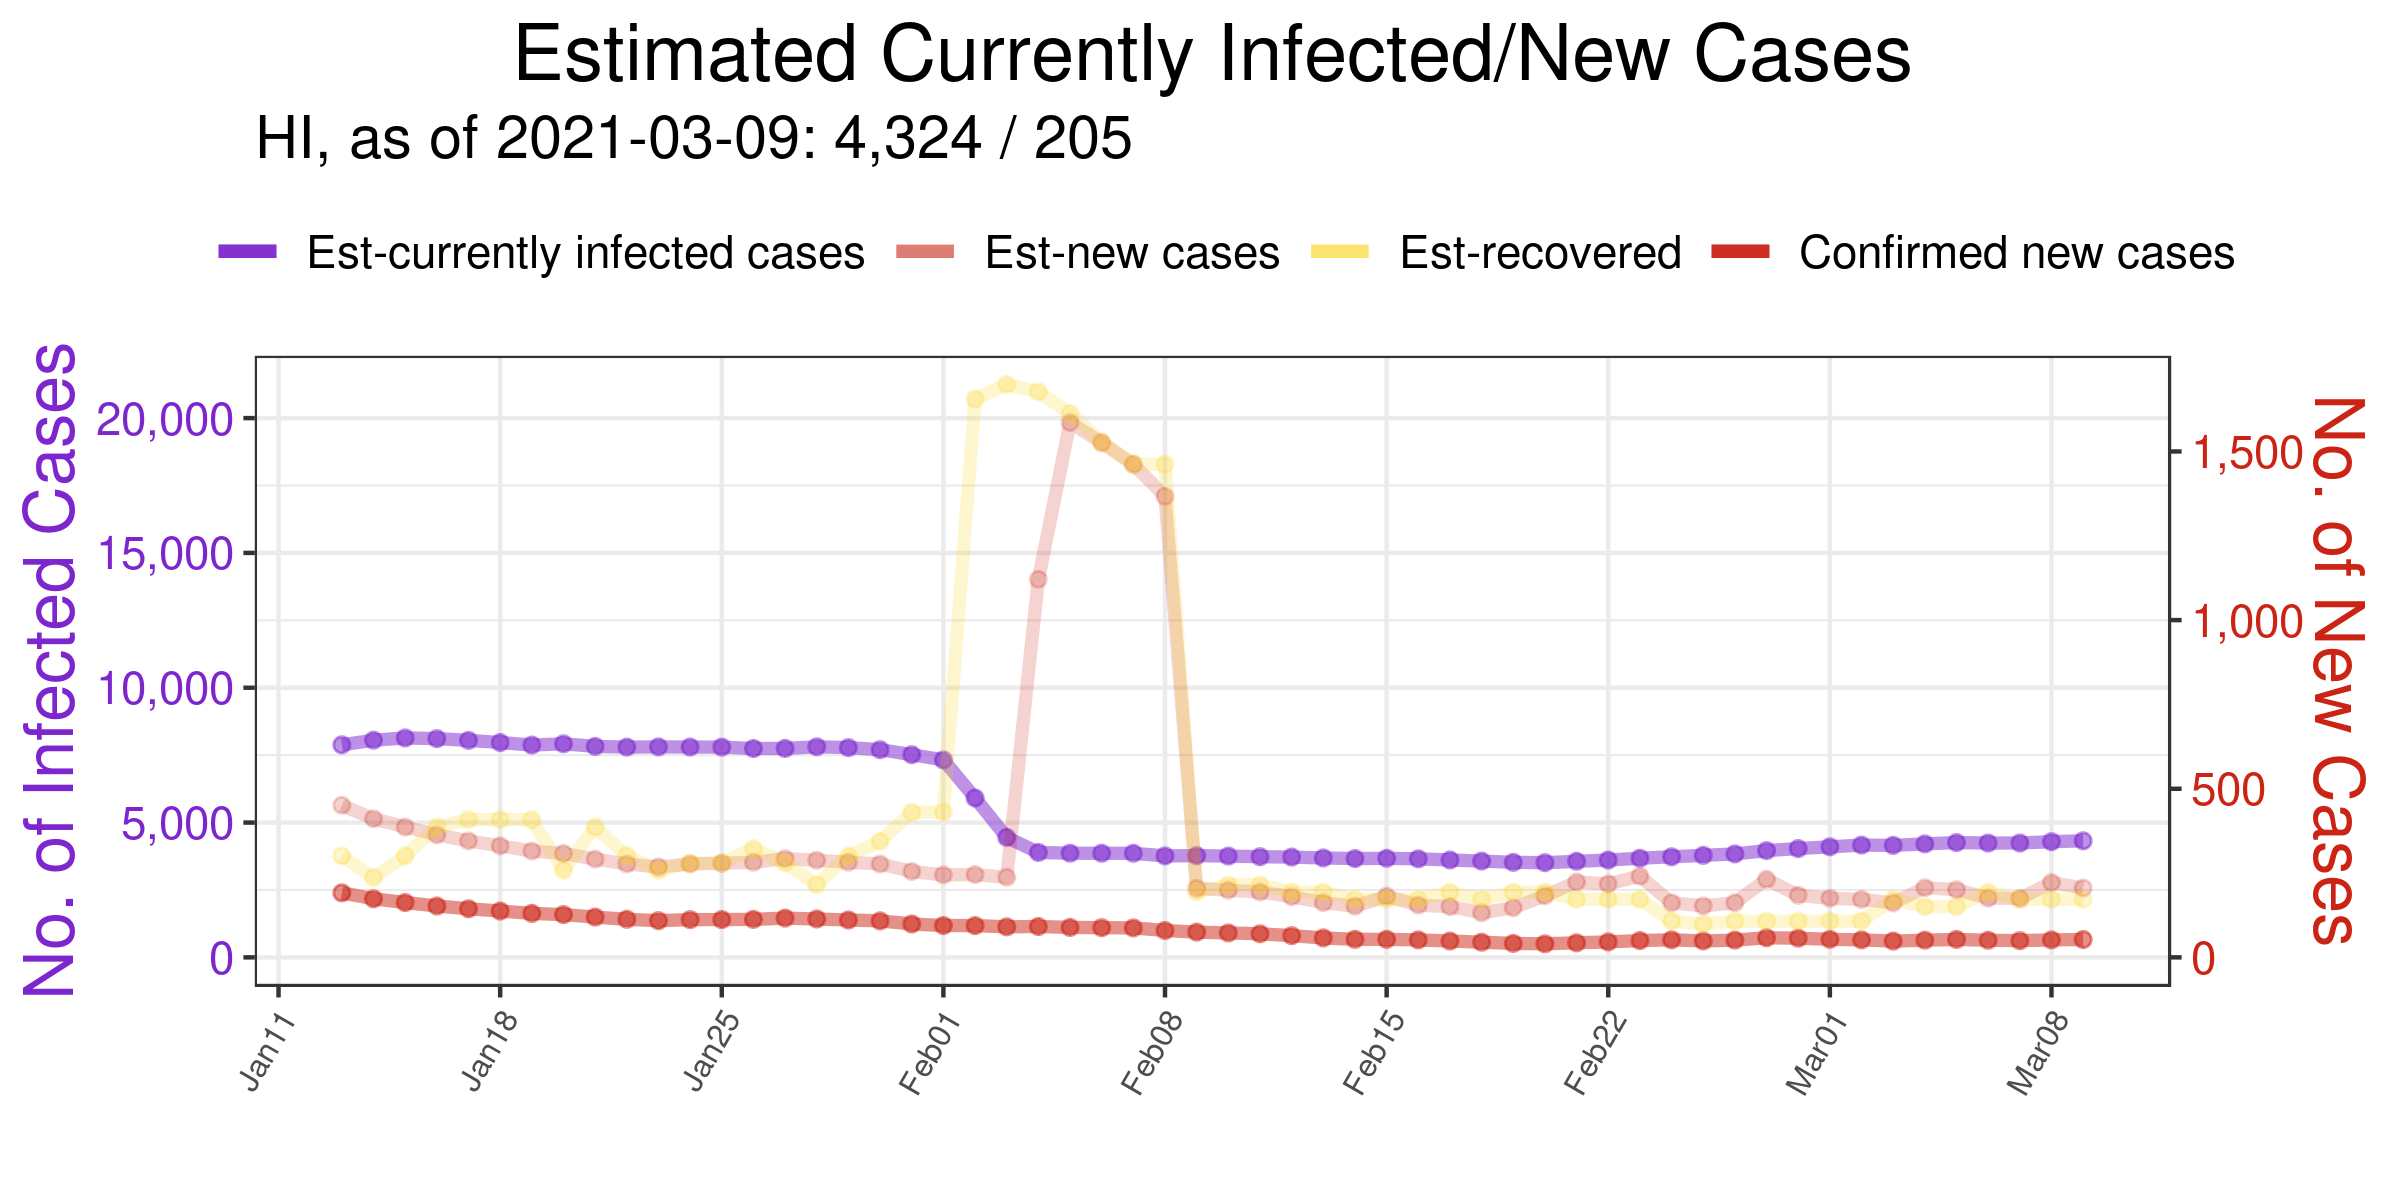 Estimated Currently Infected/New Cases
HI, as of 2021-03-09: 4,324 / 205
Est-currently infected cases Est-new cases Est-recovered Confirmed new cases
No. of Infected Cases
20,000
15,000
10,000
5,000
0
No. of New Cases
1,500
1,000
500
0
Jan11 Jan18 Jan25 Feb01 Feb08 Feb15 Feb22 Mar01 Mar08